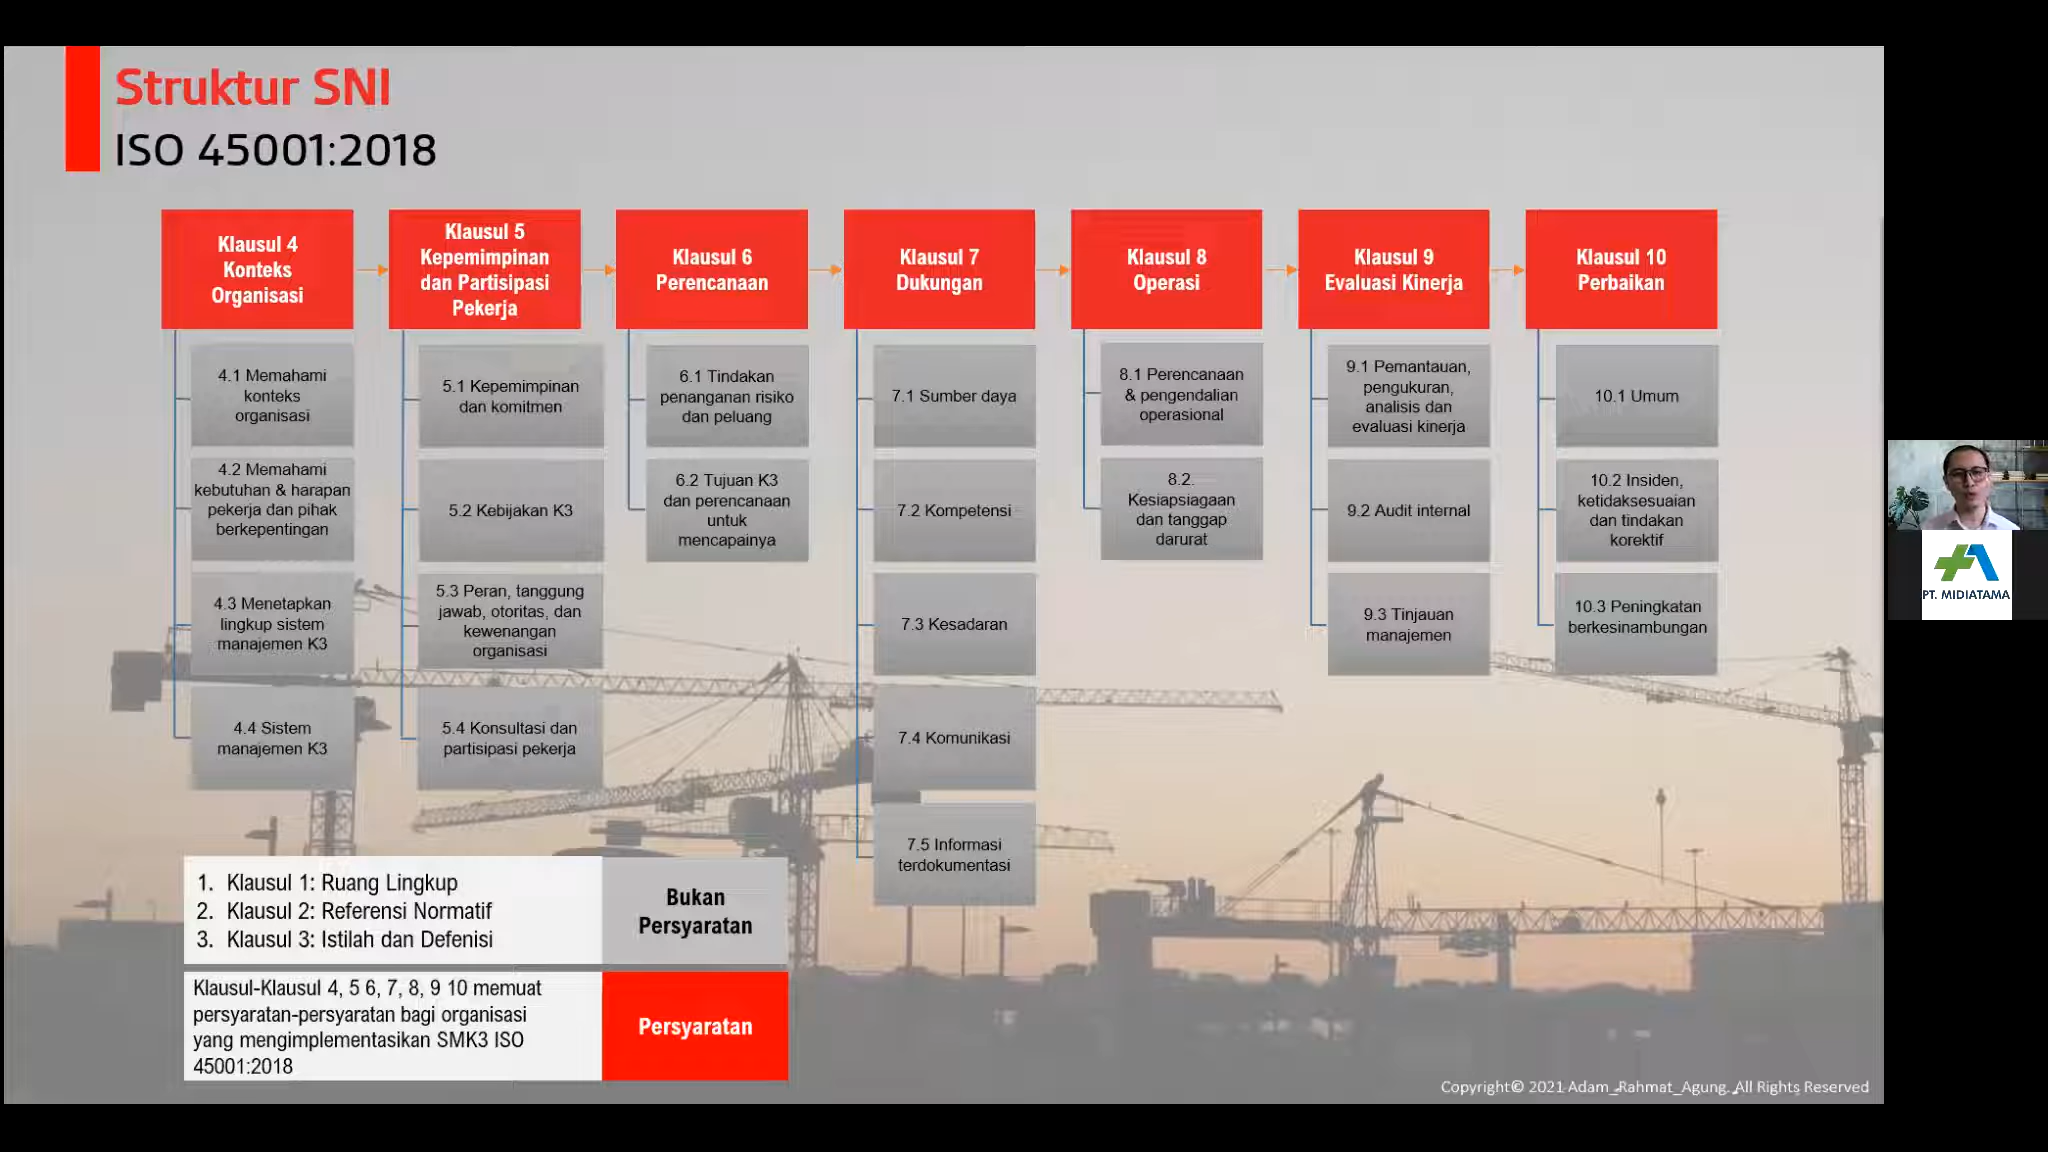 Struktur SNI
ISO 45001:2018
Klausul 4
Konteks
Organisasi
4.1 Memahami
konteks
organisasi
4.2 Memahami
kebutuhan & harapan
pekerja dan pihak
berkepentingan
4.3 Menetapkan
lingkup sistem
manajemen K3
4.4 Sistem
manajemen K3
Klausul 5
Kepemimpinan
dan Partisipasi
Pekerja
5.1 Kepemimpinan
dan komitmen
5.2 Kebijakan K3
5.3 Peran, tanggung
jawab, otoritas, dan
kewenangan
organisasi
5.4 Konsultasi dan
partisipasi pekerja
Klausul 6
Perencanaan
6.1 Tindakan
penanganan risiko
dan peluang
6.2 Tujuan K3
dan perencanaan
untuk
mencapainya
Klausul 7
Dukungan
7.1 Sumber daya
7.2 Kompetensi
7.3 Kesadaran
7.4 Komunikasi
7.5 Informasi
terdokumentasi
Klausul 8
Operasi
8.1 Perencanaan
& pengendalian
operasional
8.2.
Kesiapsiagaan
dan tanggap
darurat
Klausul 9
Evaluasi Kinerja
9.1 Pemantauan,
pengukuran,
analisis dan
evaluasi kinerja
9.2 Audit internal
9.3 Tinjauan
manajemen
Klausul 10
Perbaikan
10.1 Umum
10.2 Insiden,
ketidaksesuaian
dan tindakan
korektif
10.3 Peningkatan
berkesinambungan
1. Klausul 1: Ruang Lingkup
2. Klausul 2: Referensi Normatif
3. Klausul 3: Istilah dan Defenisi
Bukan
Persyaratan
Klausul-Klausul 4, 5 6, 7, 8, 9 10 memuat
persyaratan-persyaratan bagi organisasi
yang mengimplementasikan SMK3 ISO
45001:2018
Persyaratan
Copyright© 2021 Adam_Rahmat_Agung. All Rights Reserved
PT. MIDIATAMA